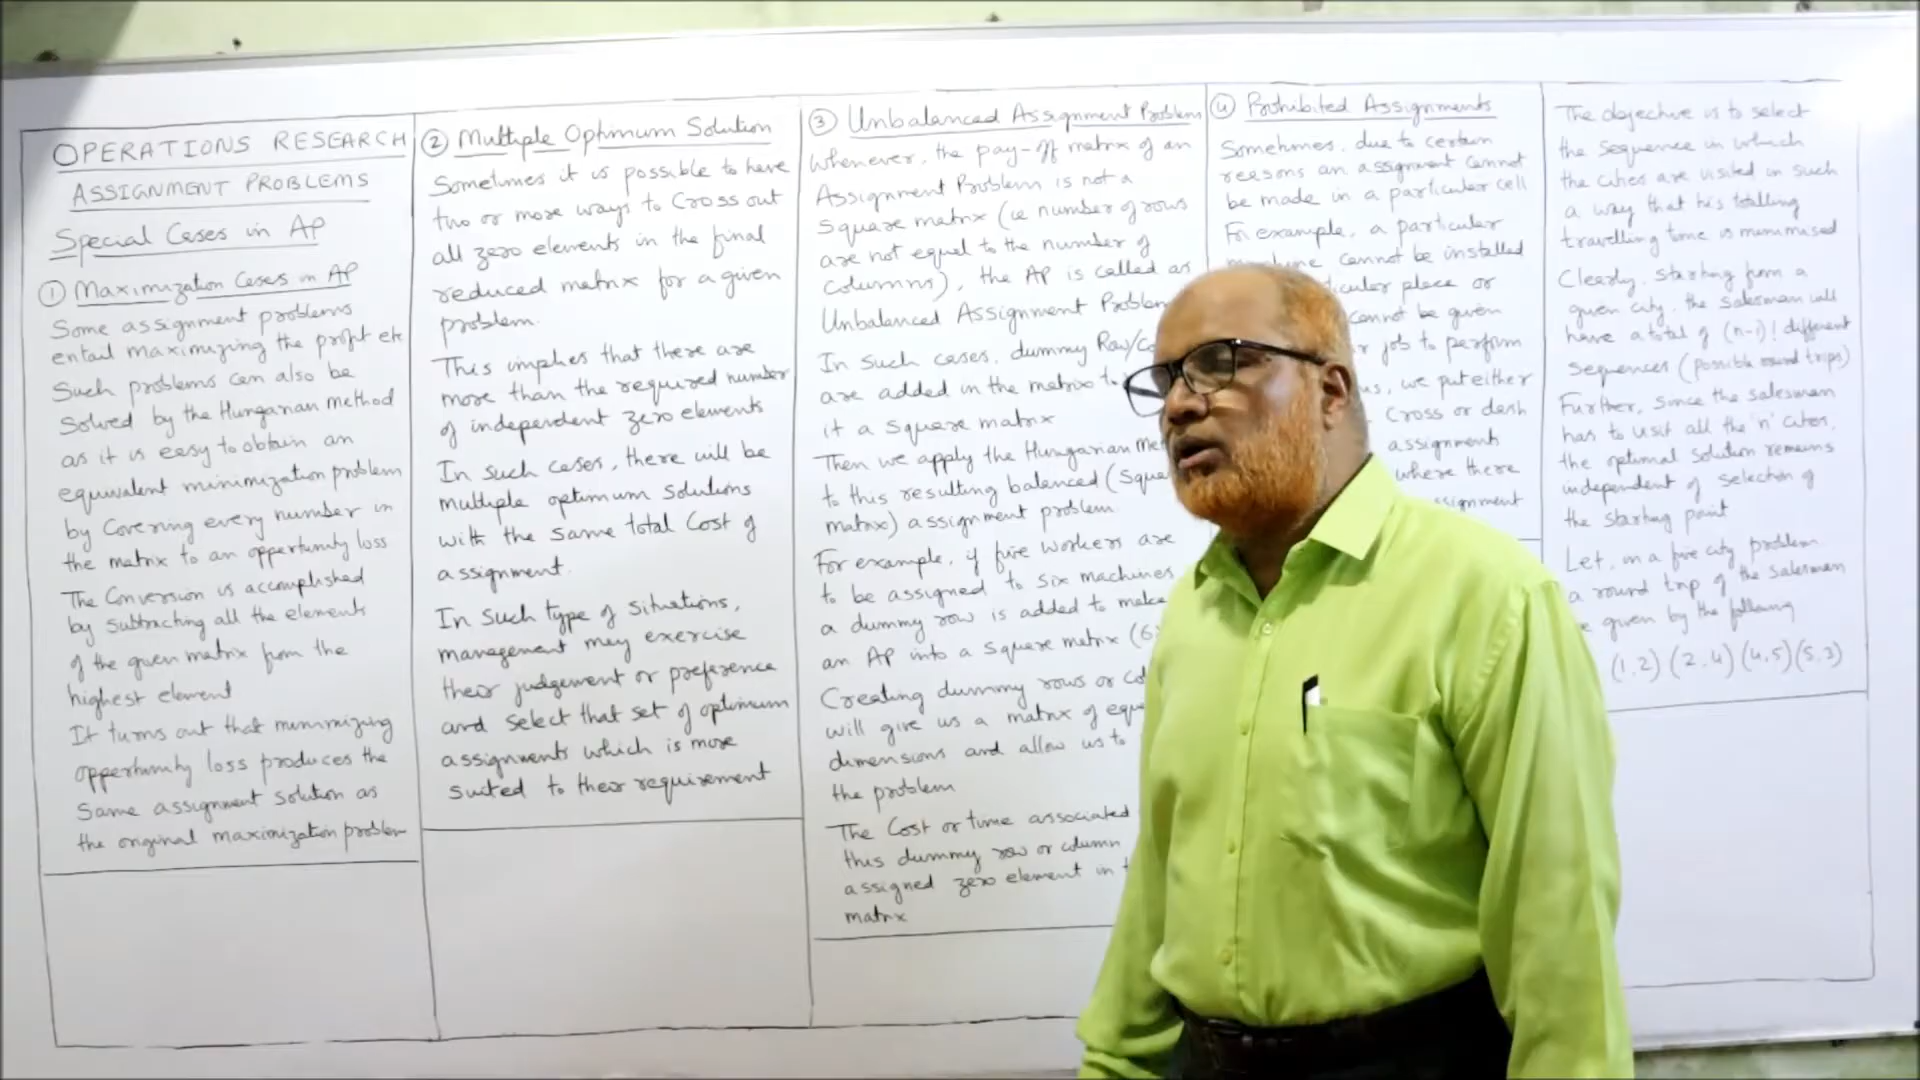 OPERATIONS RESEARCH
ASSIGNMENT PROBLEMS
Special Cases in AP
① Maximization Cases in AP
Some assignment problems
entail maximizing the profit etc
Such problems can also be
Solved by the Hungarian method
as it is easy to obtain an
equivalent minimization problem
by Covering every number in
the matrix to an opportunity loss
The Conversion is accomplished
by subtracting all the elements
of the given matrix from the
highest element
It turns out that minimizing
opportunity loss produces the
Same assignment solution as
the original maximization problem
② Multiple Optimum Solution
Sometimes it is possible to have
two or more ways to Cross out
all zero elements in the final
reduced matrix for a given
problem.
This implies that there are
more than the required number
of independent zero elements
In such cases, there will be
multiple optimum solutions
with the same total Cost of
assignment.
In such type of situations,
management may exercise
their judgement or preference
and select that set of optimum
assignments which is more
suited to their requirement
③ Unbalanced Assignment Problem
Whenever, the pay-off matrix of an
Assignment Problem is not a
Square matrix (ie number of rows
are not equal to the number of
columns), the AP is called as
Unbalanced Assignment Problem
In such cases, dummy Row/
are added in the matrix to
it a square matrix
Then we apply the Hungarian
to this resulting balanced (Square
matrix) assignment problem.
For example, if five workers are
to be assigned to six machines
a dummy row is added to make
an AP into a square matrix (6
Creating dummy rows or
will give us a matrix of
dimensions and allow us to
the problem
The Cost or time associated
this dummy row or column
assigned zero element in
matrix
④ Prohibited Assignments
Sometimes, due to certain
reasons an assignment cannot
be made in a particular cell
For example, a particular
cannot be installed
place or
cannot be given
job to perform
we put either
Cross or dash
assignments
where there
The objective is to select
the sequence in which
the cities are visited in such
a way that his totalling
travelling time is minimised
Clearly, starting from a
given city, the salesman will
have a total of (n-1)! different
sequences (possible round trips)
Further, since the salesman
has to visit all the 'n' cities,
the optimal solution remains
independent of selection of
the starting point
Let, in a five city problem
a round trip of the salesman
given by the following
(1,2) (2,4) (4,5) (5,3)